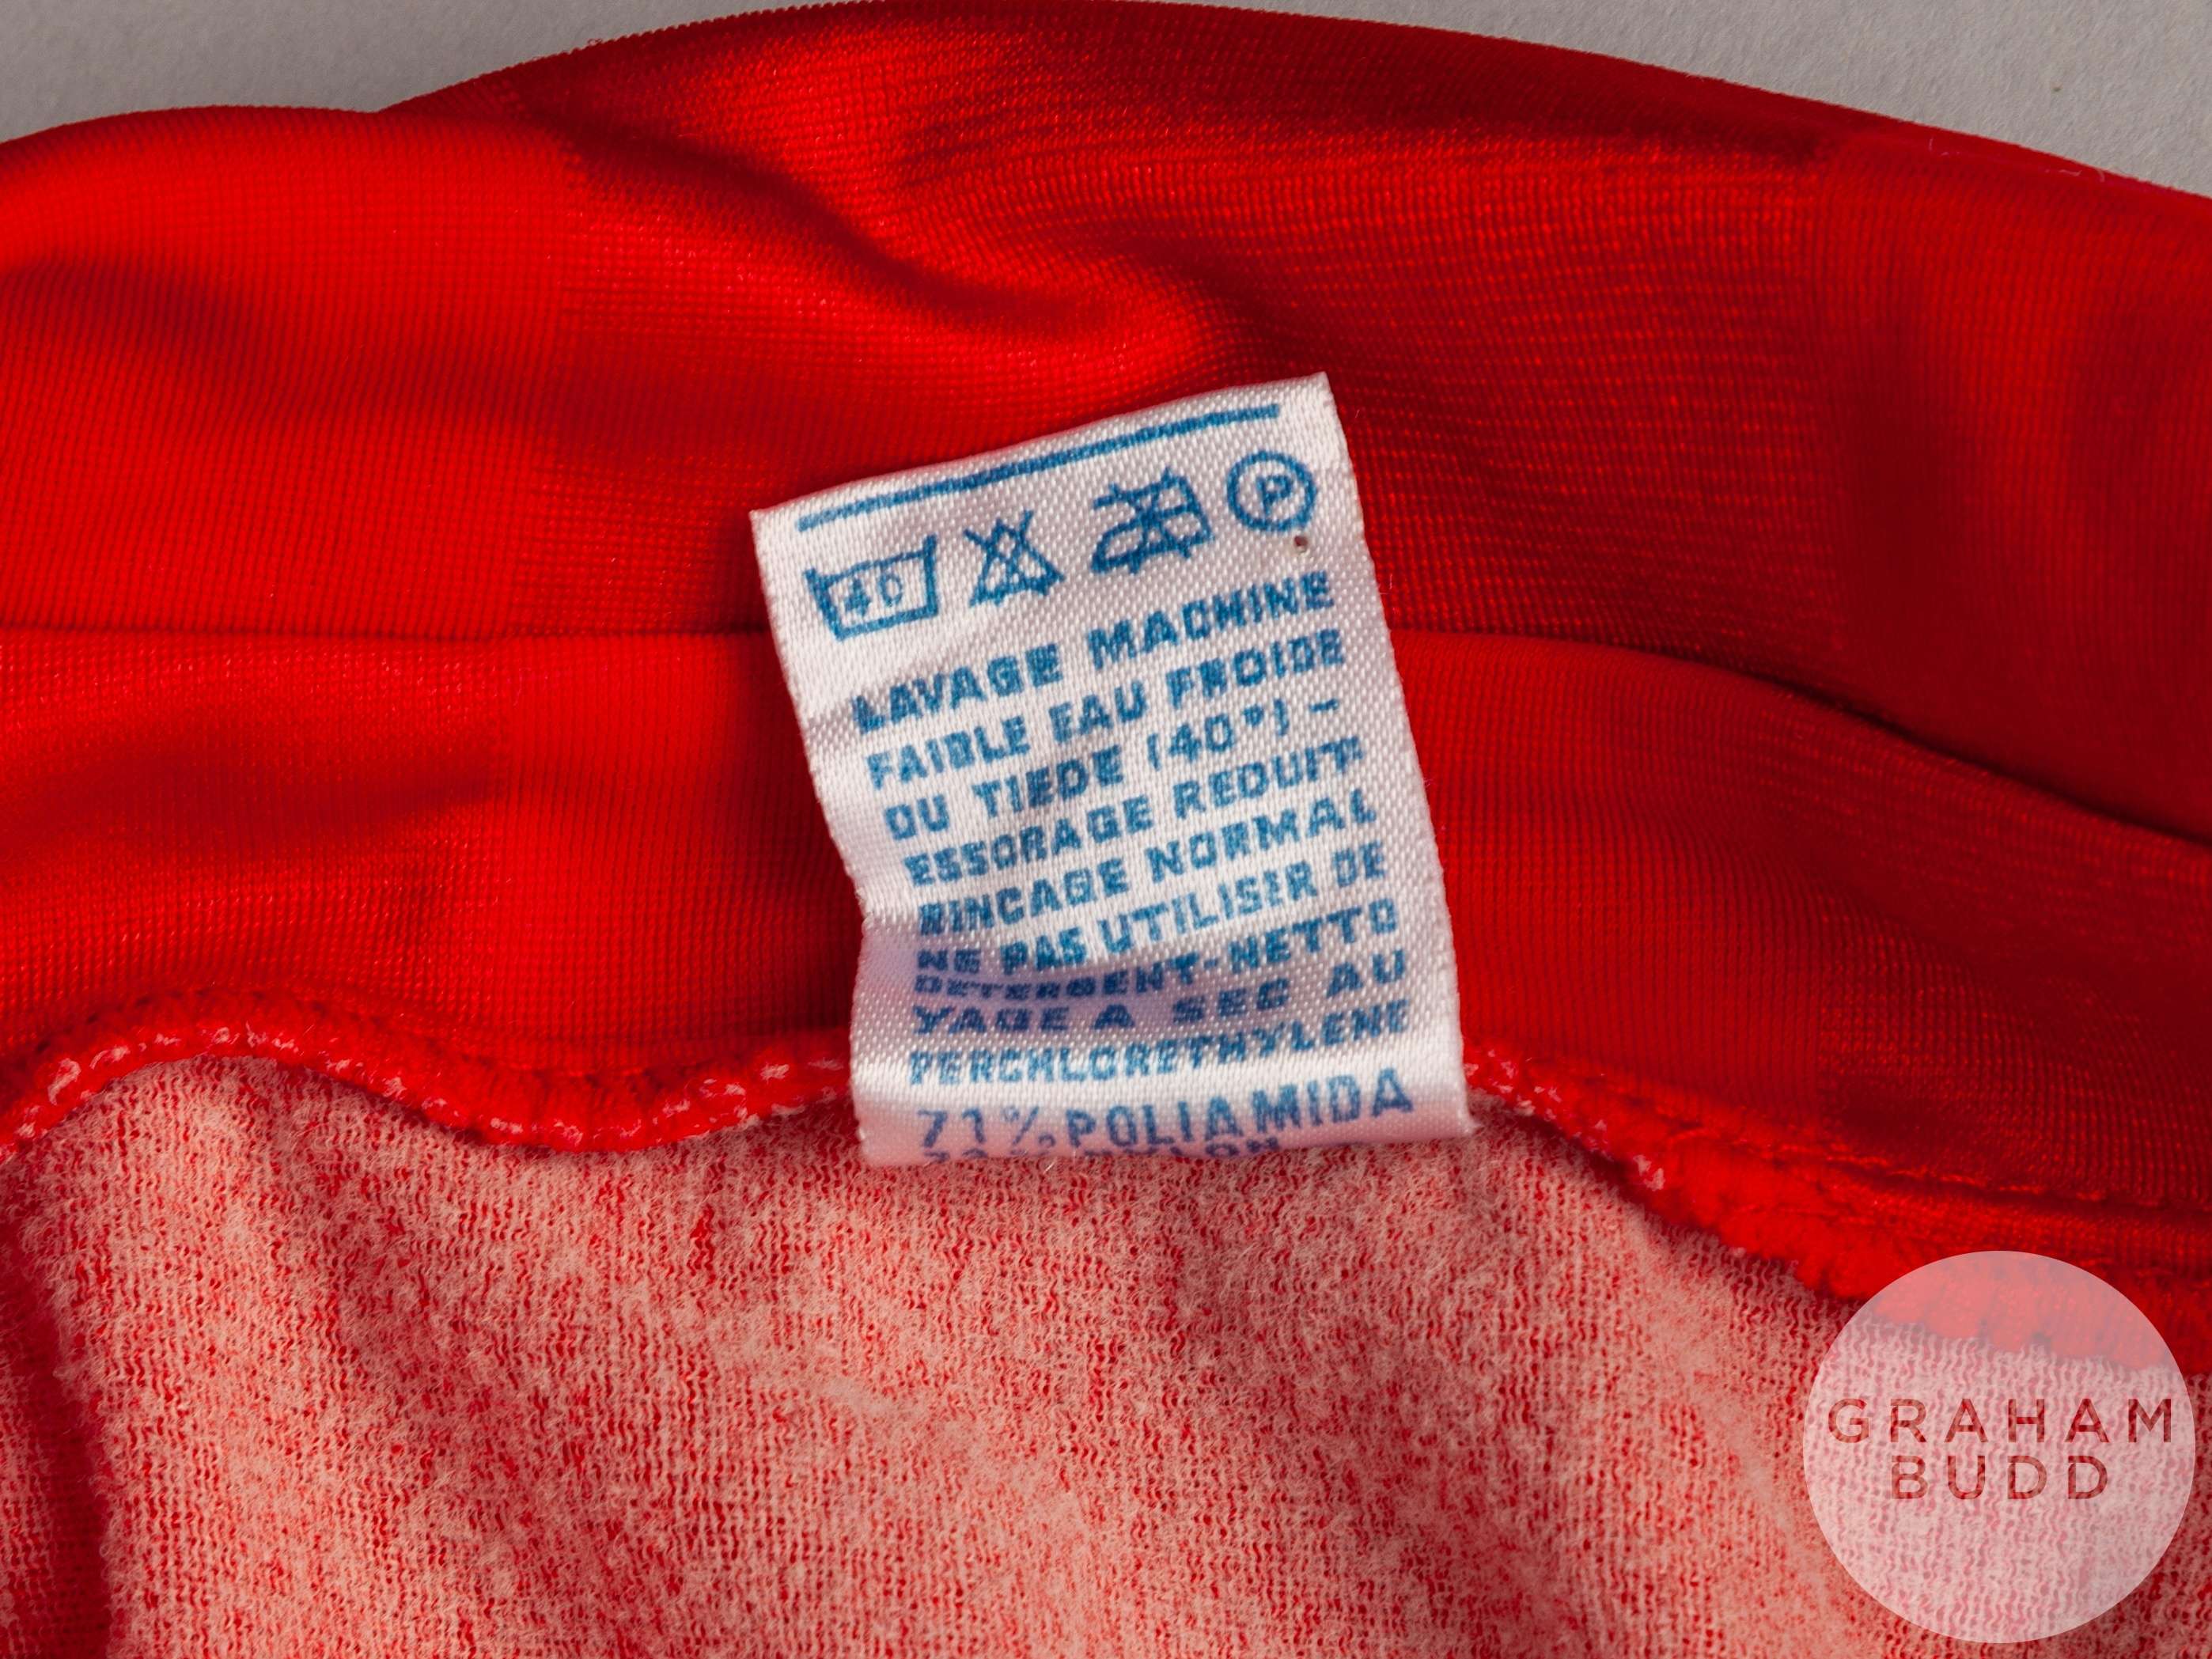 40 P
LAVAGE MACHINE
FAIBLE EAU FROIDE
OU TIEDE (40°) -
ESSORAGE REDUIT
RINCAGE NORMAL
NE PAS UTILISER DE
DETERGENT-NETTO
YAGE A SEC AU
PERCHLORETHYLENE
71% POLIAMIDA
GRAHAM
BUDD